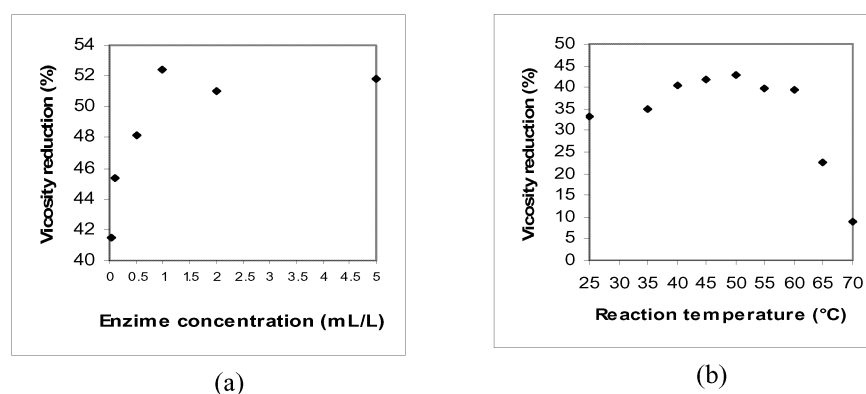 54
52
50
48
46
44
42
40
Vicosity reduction (%)
0 0.5 1 1.5 2 2.5 3 3.5 4 4.5 5
Enzime concentration (mL/L)
(a)
50
45
40
35
30
25
20
15
10
5
0
Vicosity reduction (%)
25 30 35 40 45 50 55 60 65 70
Reaction temperature (°C)
(b)